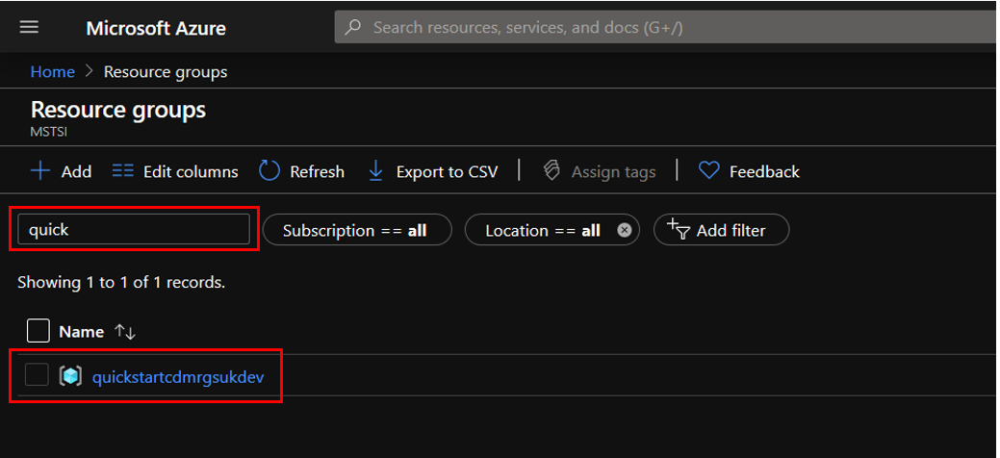 Microsoft Azure
Search resources, services, and docs (G+/)
Home > Resource groups
Resource groups
MSTSI
Add Edit columns Refresh Export to CSV Assign tags Feedback
quick Subscription == all Location == all Add filter
Showing 1 to 1 of 1 records.
Name
quickstartcdmrgsukdev